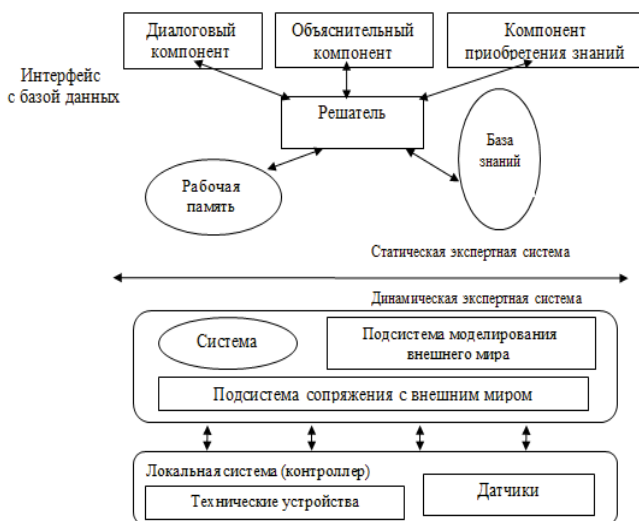 Диалоговый
компонент
Объяснительный
компонент
Компонент
приобретения знаний
Интерфейс
с базой данных
Решатель
База
знаний
Рабочая
память
Статическая экспертная система
Динамическая экспертная система
Система
Подсистема моделирования
внешнего мира
Подсистема сопряжения с внешним миром
Локальная система (контроллер)
Технические устройства
Датчики